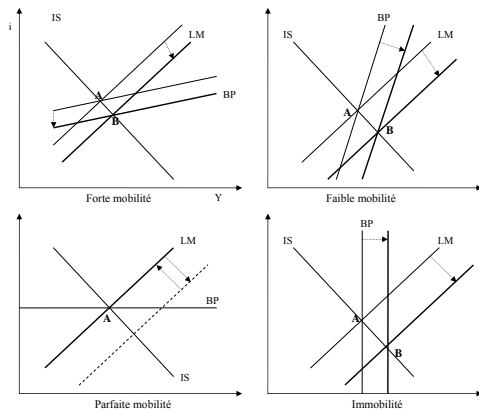 i
IS
LM
BP
A
B
Forte mobilité
Y
BP
IS
LM
A
B
Faible mobilité
LM
BP
A
IS
Parfaite mobilité
BP
IS
LM
A
B
Immobilité